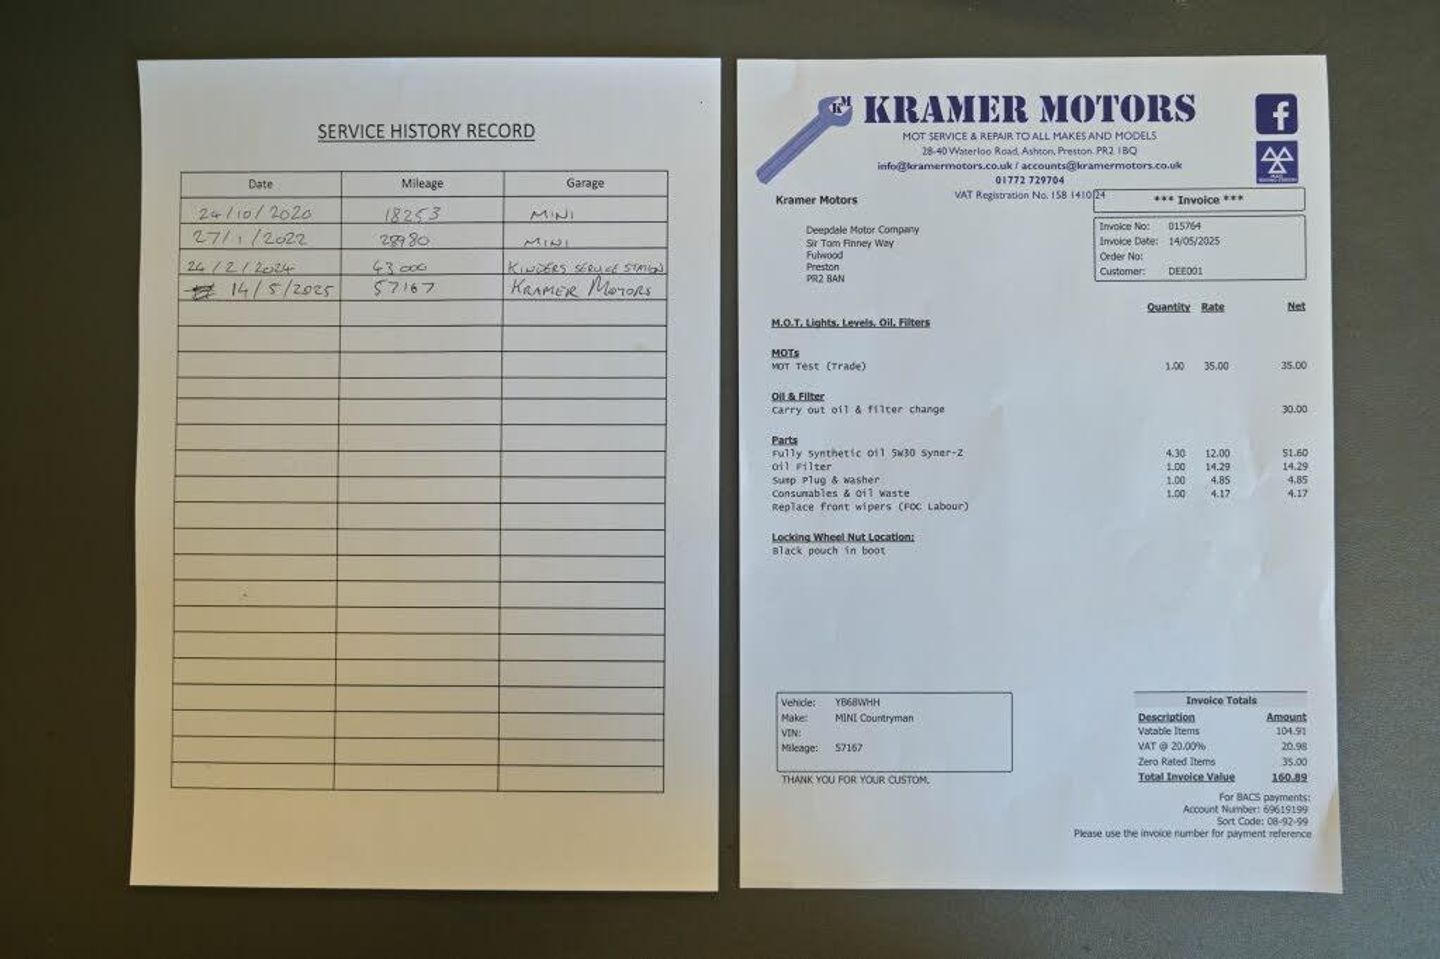 SERVICE HISTORY RECORD
Date Mileage Garage
24/10/2020 18253 MINI
27/1/2022 28980 MINI
24/2/2024 43000 KINDERS SERVICE STATION
14/5/2025 57167 KRAMER MOTORS
KM KRAMER MOTORS
MOT SERVICE & REPAIR TO ALL MAKES AND MODELS
28-40 Waterloo Road, Ashton, Preston. PR2 1BQ
info@kramermotors.co.uk / accounts@kramermotors.co.uk
01772 729764
VAT Registration No. 158 1410 24
Kramer Motors
*** Invoice ***
Deepdale Motor Company
Sir Tom Finney Way
Fulwood
Preston
PR2 8AN
Invoice No: 015764
Invoice Date: 14/05/2025
Order No:
Customer: DEE001
Quantity Rate Net
M.O.T, Lights, Levels, Oil, Filters
MOTs
MOT Test (Trade) 1.00 35.00 35.00
Oil & Filter
Carry out oil & filter change 30.00
Parts
Fully Synthetic Oil 5W30 Syner-Z 4.30 12.00 51.60
Oil Filter 1.00 14.29 14.29
Sump Plug & Washer 1.00 4.85 4.85
Consumables & Oil Waste 1.00 4.17 4.17
Replace front wipers (FOC Labour)
Locking Wheel Nut Location:
Black pouch in boot
Vehicle: YB68WHH
Make: MINI Countryman
VIN:
Mileage: 57167
THANK YOU FOR YOUR CUSTOM.
Invoice Totals
Description Amount
Vatable Items 104.91
VAT @ 20.00% 20.98
Zero Rated Items 35.00
Total Invoice Value 160.89
For BACS payments:
Account Number: 69619199
Sort Code: 08-92-99
Please use the invoice number for payment reference